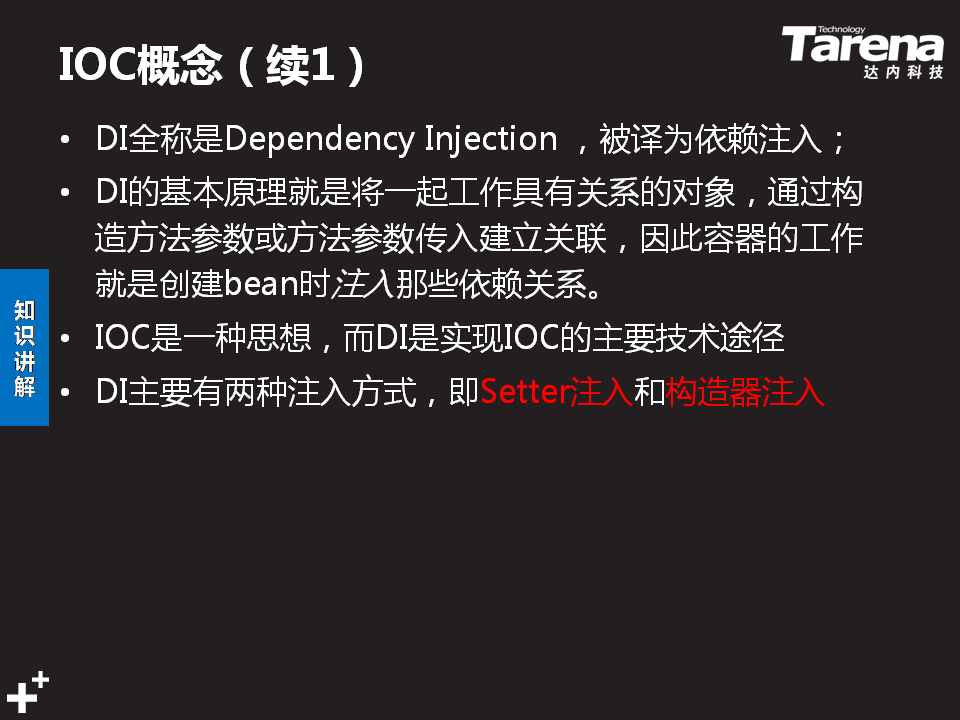 IOC概念（续1）
Technology
Tarena
达内科技
• DI全称是Dependency Injection ，被译为依赖注入；
• DI的基本原理就是将一起工作具有关系的对象，通过构
造方法参数或方法参数传入建立关联，因此容器的工作
就是创建bean时注入那些依赖关系。
• IOC是一种思想，而DI是实现IOC的主要技术途径
• DI主要有两种注入方式，即Setter注入和构造器注入
知识讲解